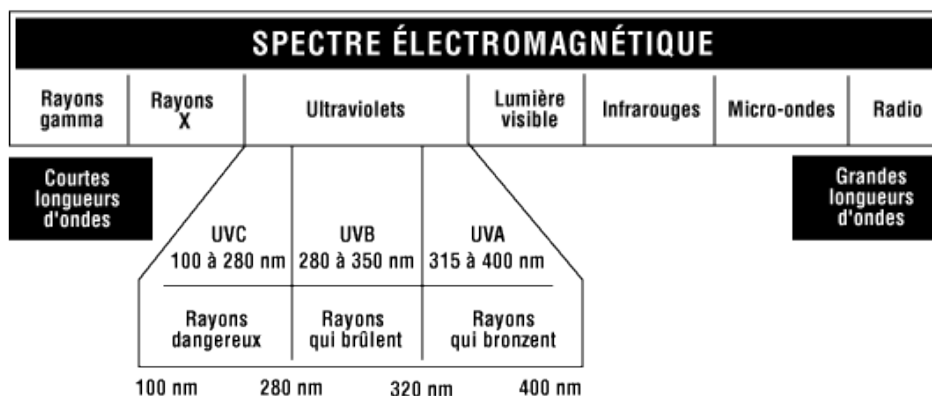 SPECTRE ÉLECTROMAGNÉTIQUE
Rayons
gamma
Rayons
X
Ultraviolets
Lumière
visible
Infrarouges
Micro-ondes
Radio
Courtes
longueurs
d'ondes
Grandes
longueurs
d'ondes
UVC
100 à 280 nm
UVB
280 à 350 nm
UVA
315 à 400 nm
Rayons
dangereux
Rayons
qui brûlent
Rayons
qui bronzent
100 nm
280 nm
320 nm
400 nm